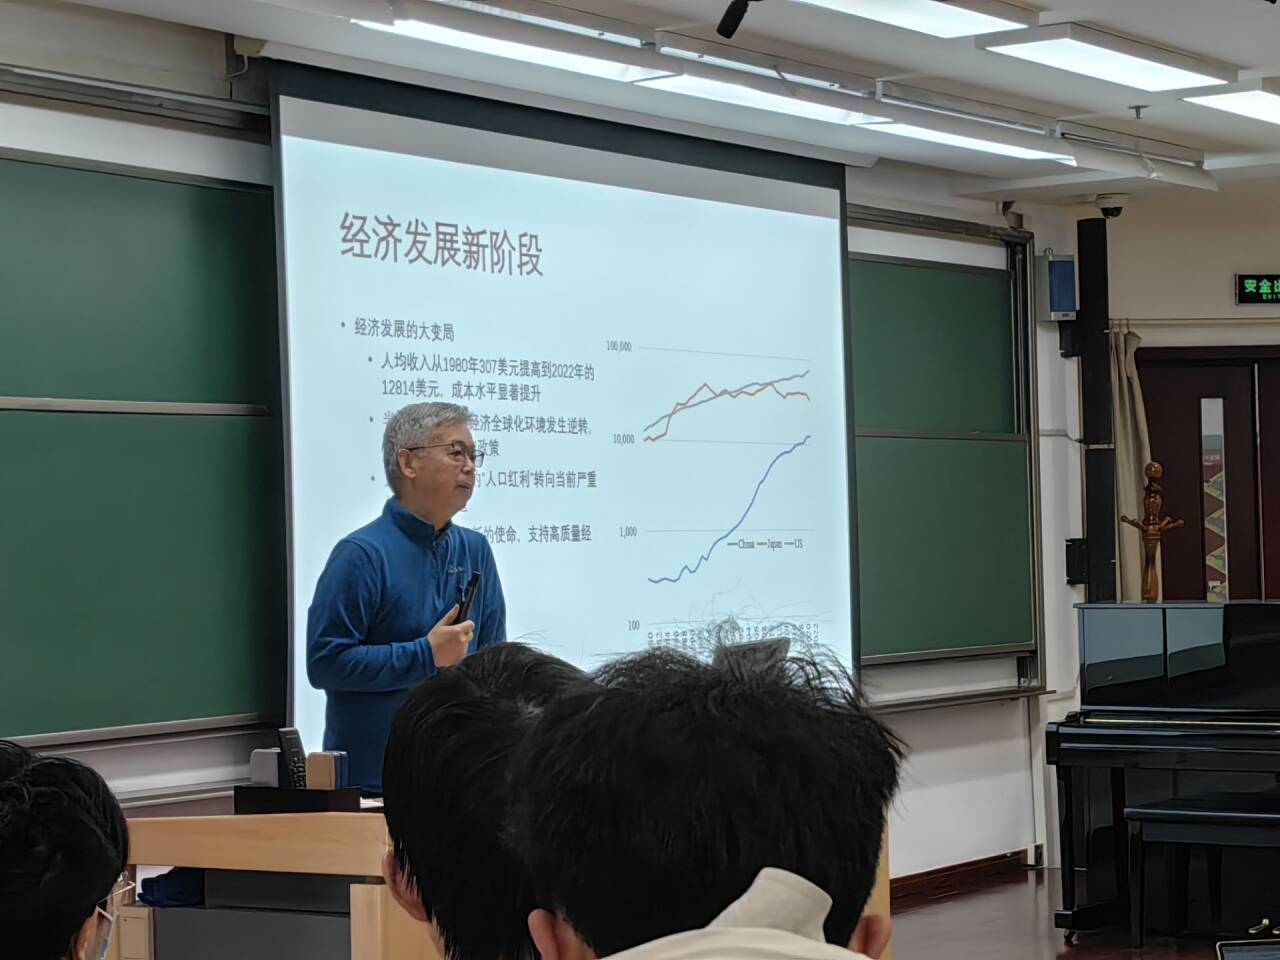 经济发展新阶段
• 经济发展的大变局
• 人均收入从1980年307美元提高到2022年的
12814美元，成本水平显著提升
经济全球化环境发生逆转，
政策
“人口红利”转向当前严重
的使命，支持高质量经
100,000
10,000
1,000
100
China Japan US
安全出
EXIT